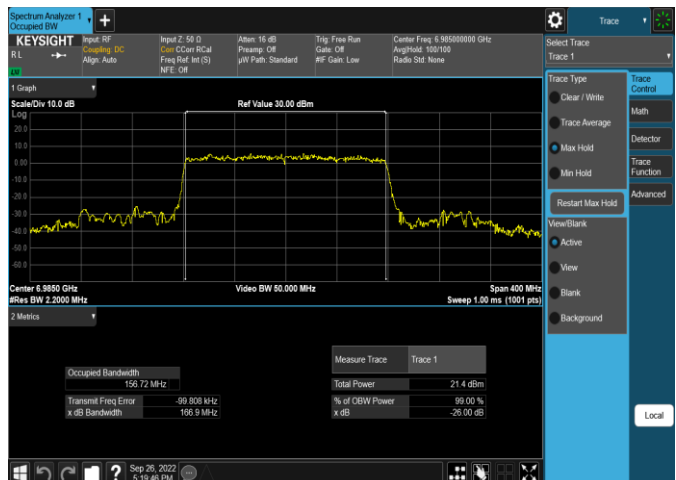 Spectrum Analyzer 1
Occupied BW
+
Trace
KEYSIGHT
R L
LW
Input: RF
Coupling: DC
Align: Auto
Input Z: 50 Ω
Corr CCorr RCal
Freq Ref: Int (S)
NFE: Off
Atten: 16 dB
Preamp: Off
µW Path: Standard
Trig: Free Run
Gate: Off
#IF Gain: Low
Center Freq: 6.985000000 GHz
Avg|Hold: 100/100
Radio Std: None
Select Trace
Trace 1
1 Graph
Scale/Div 10.0 dB
Ref Value 30.00 dBm
Log
20.0
10.0
0.00
-10.0
-20.0
-30.0
-40.0
-50.0
-60.0
Center 6.9850 GHz
#Res BW 2.2000 MHz
Video BW 50.000 MHz
Span 400 MHz
Sweep 1.00 ms (1001 pts)
Trace Type
Clear / Write
Trace Average
Max Hold
Min Hold
Restart Max Hold
View/Blank
Active
View
Blank
Background
Trace
Control
Math
Detector
Trace
Function
Advanced
Local
2 Metrics
Occupied Bandwidth
156.72 MHz
Transmit Freq Error -99.808 kHz
x dB Bandwidth 166.9 MHz
Measure Trace Trace 1
Total Power 21.4 dBm
% of OBW Power 99.00 %
x dB -26.00 dB
?
Sep 26, 2022
5:19:46 PM